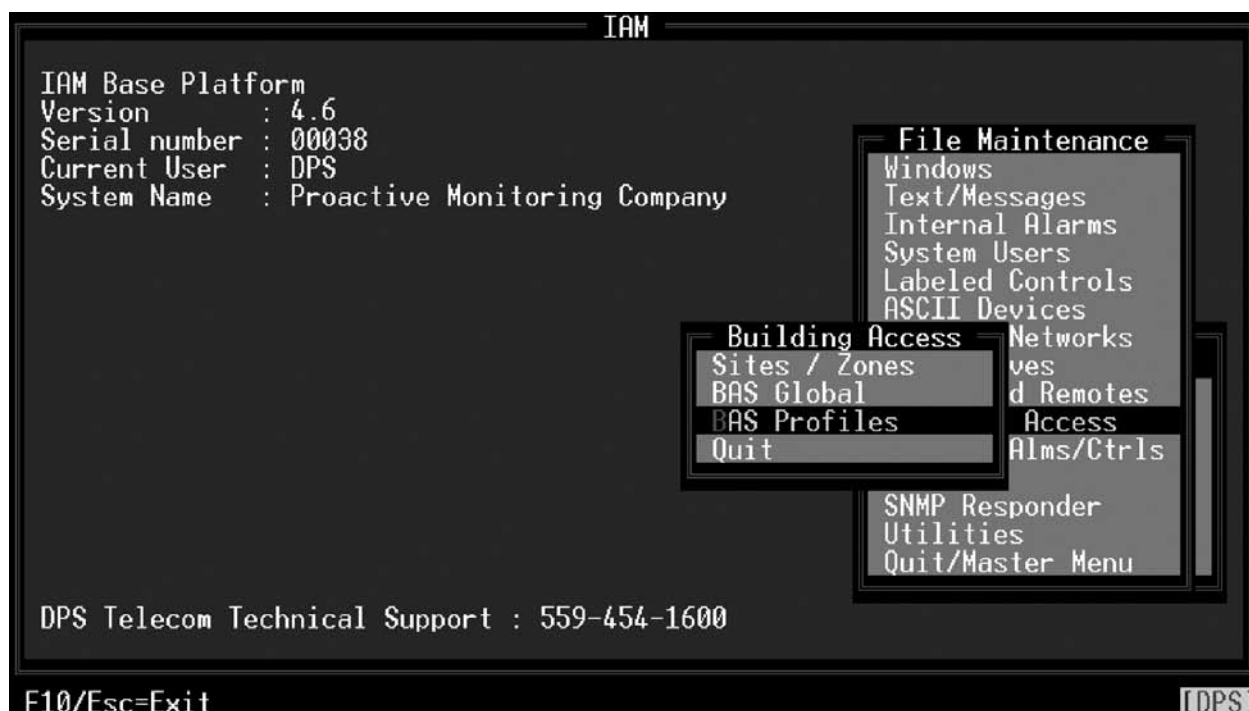 IAM
IAM Base Platform
Version : 4.6
Serial number : 00038
Current User : DPS
System Name : Proactive Monitoring Company
File Maintenance
Windows
Text/Messages
Internal Alarms
System Users
Labeled Controls
ASCII Devices
Networks
ves
d Remotes
Access
Alms/Ctrls
SNMP Responder
Utilities
Quit/Master Menu
Building Access
Sites / Zones
BAS Global
BAS Profiles
Quit
DPS Telecom Technical Support : 559-454-1600
F10/Esc=Exit
[DPS]